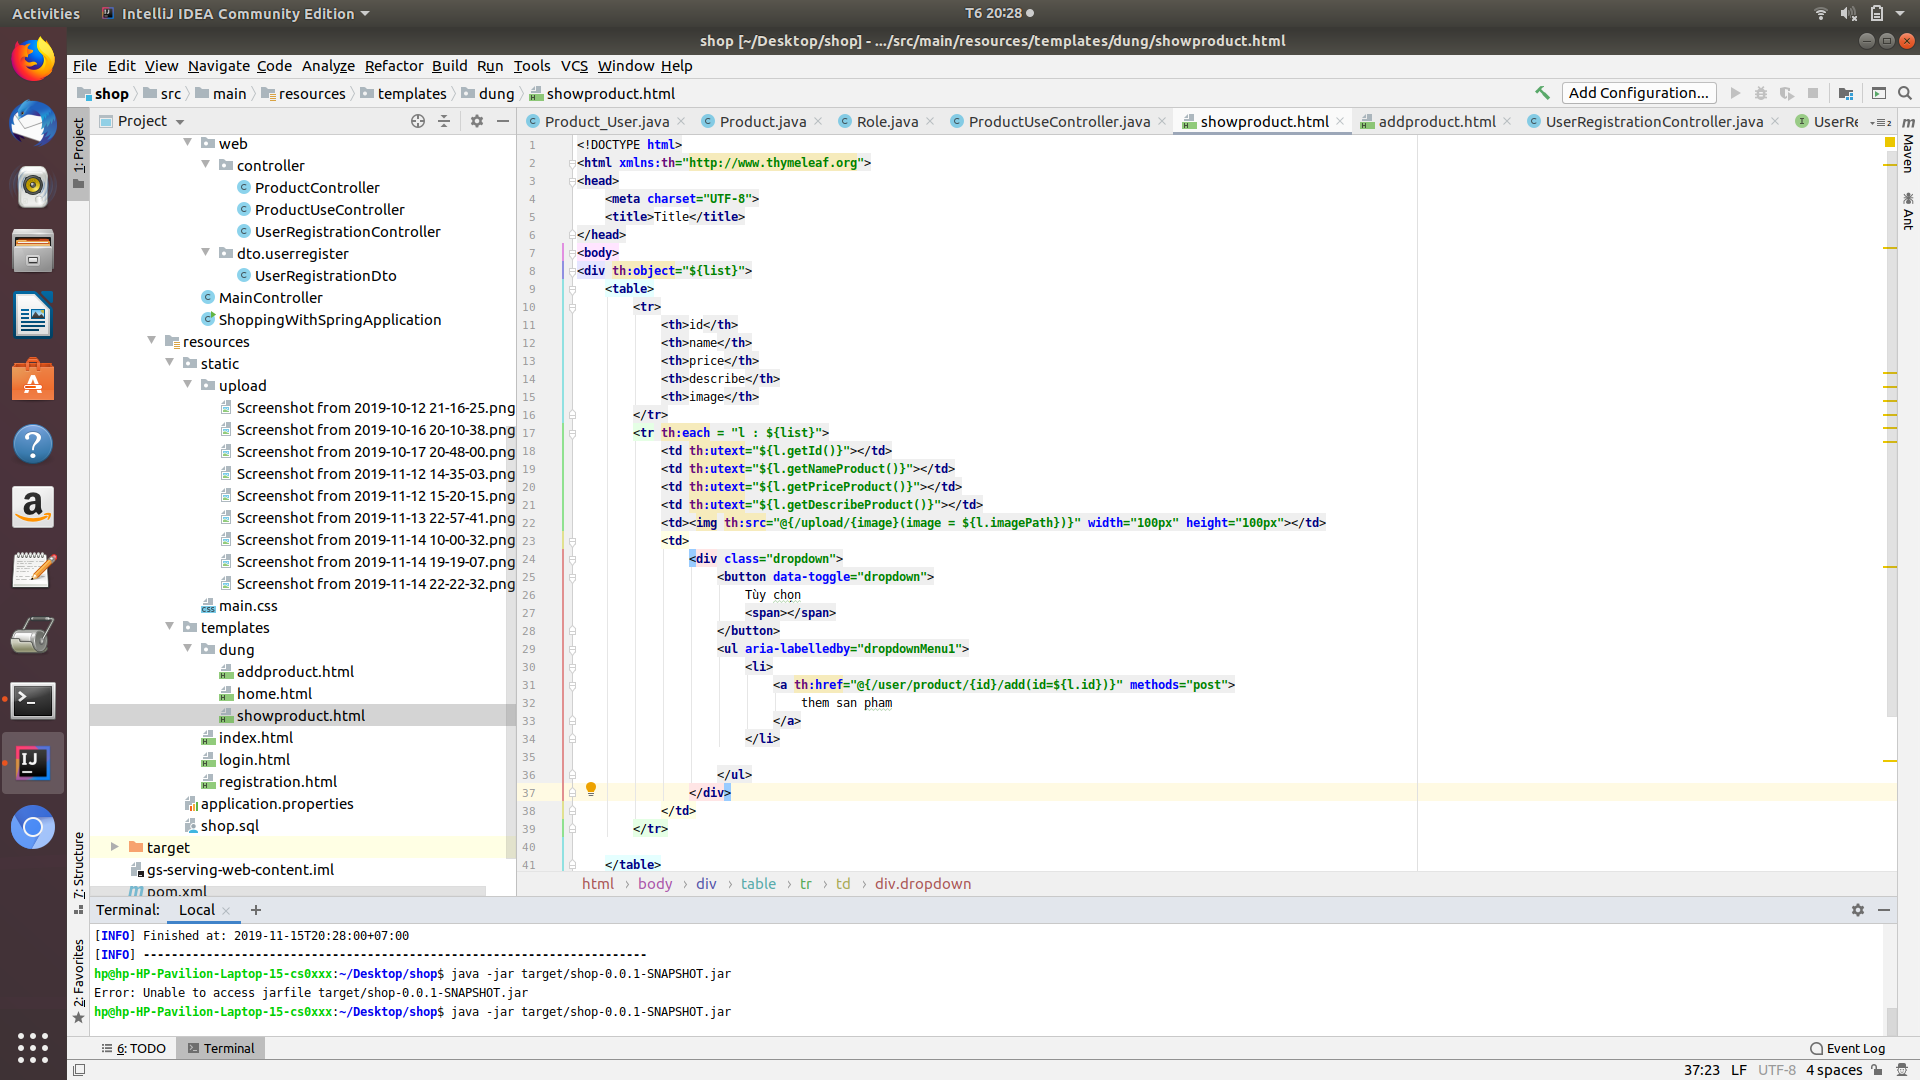 Activities
IntelliJ IDEA Community Edition
T6 20:28
shop [~/Desktop/shop] - .../src/main/resources/templates/dung/showproduct.html
File Edit View Navigate Code Analyze Refactor Build Run Tools VCS Window Help
shop src main resources templates dung showproduct.html
Add Configuration...
Project
Product_User.java Product.java Role.java ProductUseController.java showproduct.html addproduct.html UserRegistrationController.java UserRe
1: Project
7: Structure
2: Favorites
Maven
Ant
web
controller
ProductController
ProductUseController
UserRegistrationController
dto.userregister
UserRegistrationDto
MainController
ShoppingWithSpringApplication
resources
static
upload
Screenshot from 2019-10-12 21-16-25.png
Screenshot from 2019-10-16 20-10-38.png
Screenshot from 2019-10-17 20-48-00.png
Screenshot from 2019-11-12 14-35-03.png
Screenshot from 2019-11-12 15-20-15.png
Screenshot from 2019-11-13 22-57-41.png
Screenshot from 2019-11-14 10-00-32.png
Screenshot from 2019-11-14 19-19-07.png
Screenshot from 2019-11-14 22-22-32.png
main.css
templates
dung
addproduct.html
home.html
showproduct.html
index.html
login.html
registration.html
application.properties
shop.sql
target
gs-serving-web-content.iml
pom.xml
1 <!DOCTYPE html>
2 <html xmlns:th="http://www.thymeleaf.org">
3 <head>
4 <meta charset="UTF-8">
5 <title>Title</title>
6 </head>
7 <body>
8 <div th:object="${list}">
9 <table>
10 <tr>
11 <th>id</th>
12 <th>name</th>
13 <th>price</th>
14 <th>describe</th>
15 <th>image</th>
16 </tr>
17 <tr th:each = "l : ${list}">
18 <td th:utext="${l.getId()}"></td>
19 <td th:utext="${l.getNameProduct()}"></td>
20 <td th:utext="${l.getPriceProduct()}"></td>
21 <td th:utext="${l.getDescribeProduct()}"></td>
22 <td><img th:src="@{/upload/{image}(image = ${l.imagePath})}" width="100px" height="100px"></td>
23 <td>
24 <div class="dropdown">
25 <button data-toggle="dropdown">
26 Tùy chọn
27 <span></span>
28 </button>
29 <ul aria-labelledby="dropdownMenu1">
30 <li>
31 <a th:href="@{/user/product/{id}/add(id=${l.id})}" methods="post">
32 them san pham
33 </a>
34 </li>
35
36 </ul>
37 </div>
38 </td>
39 </tr>
40
41 </table>
html › body › div › table › tr › td › div.dropdown
Terminal: Local
[INFO] Finished at: 2019-11-15T20:28:00+07:00
[INFO] ------------------------------------------------------------------------
hp@hp-HP-Pavilion-Laptop-15-cs0xxx:~/Desktop/shop$ java -jar target/shop-0.0.1-SNAPSHOT.jar
Error: Unable to access jarfile target/shop-0.0.1-SNAPSHOT.jar
hp@hp-HP-Pavilion-Laptop-15-cs0xxx:~/Desktop/shop$ java -jar target/shop-0.0.1-SNAPSHOT.jar
6: TODO Terminal
Event Log
37:23 LF UTF-8 4 spaces